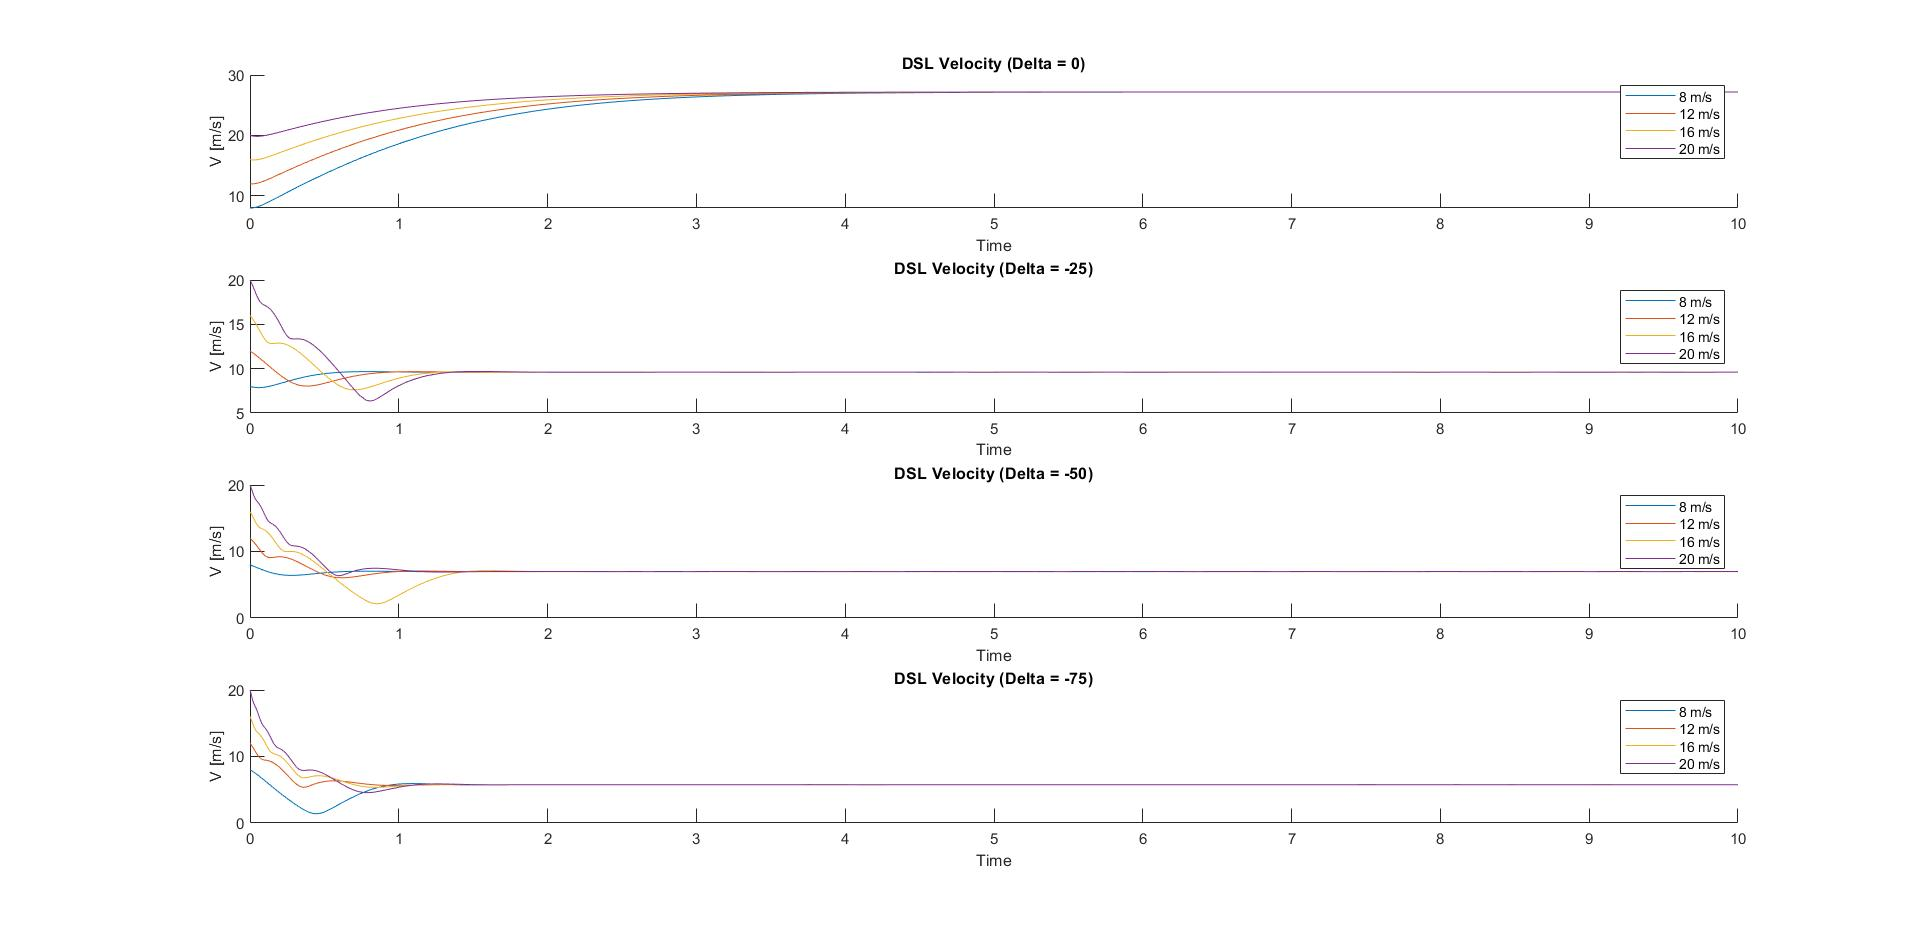 DSL Velocity (Delta = 0)
30
20
10
V [m/s]
0 1 2 3 4 5 6 7 8 9 10
Time
8 m/s
12 m/s
16 m/s
20 m/s
DSL Velocity (Delta = -25)
20
15
10
5
V [m/s]
0 1 2 3 4 5 6 7 8 9 10
Time
8 m/s
12 m/s
16 m/s
20 m/s
DSL Velocity (Delta = -50)
20
10
0
V [m/s]
0 1 2 3 4 5 6 7 8 9 10
Time
8 m/s
12 m/s
16 m/s
20 m/s
DSL Velocity (Delta = -75)
20
10
0
V [m/s]
0 1 2 3 4 5 6 7 8 9 10
Time
8 m/s
12 m/s
16 m/s
20 m/s